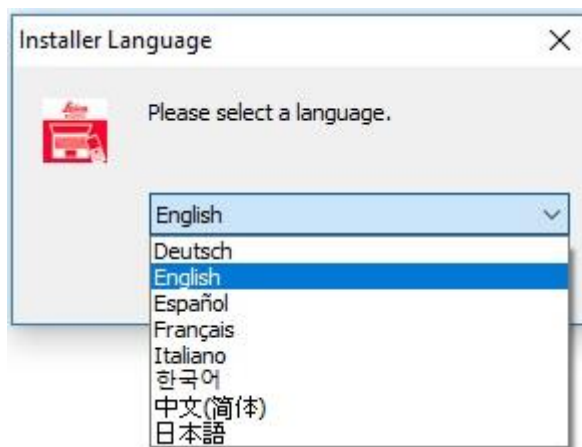 Installer Language
Leica
Please select a language.
English
Deutsch
English
Español
Français
Italiano
한국어
中文(简体)
日本語